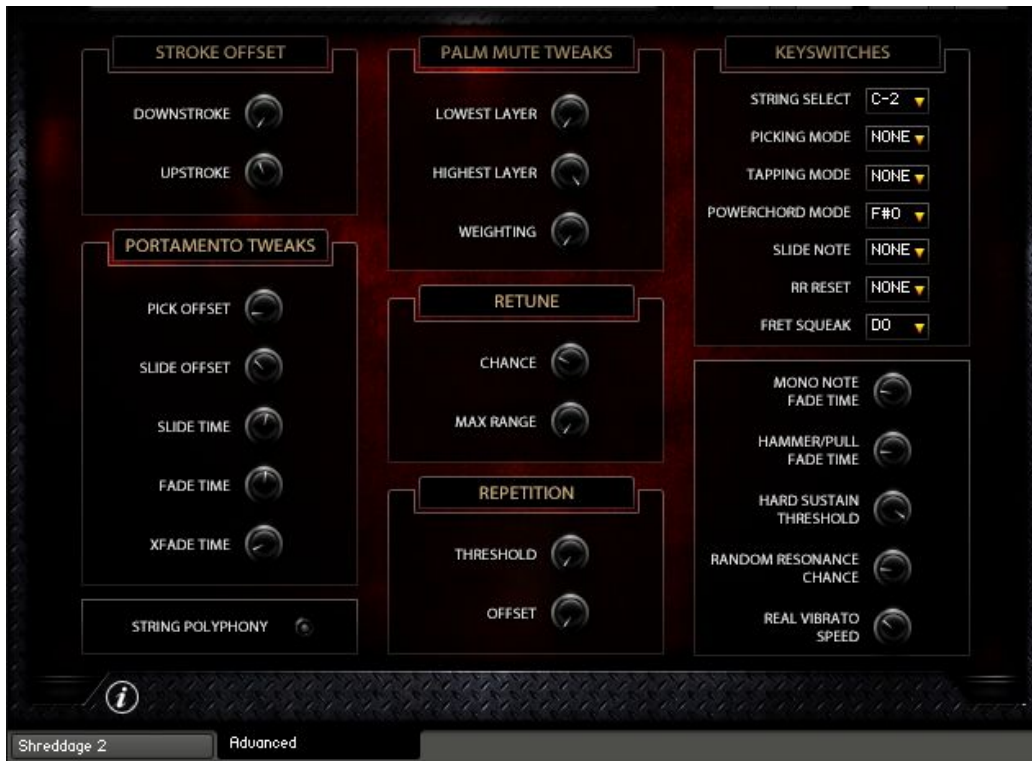 STROKE OFFSET
DOWNSTROKE
UPSTROKE
PORTAMENTO TWEAKS
PICK OFFSET
SLIDE OFFSET
SLIDE TIME
FADE TIME
XFADE TIME
STRING POLYPHONY
PALM MUTE TWEAKS
LOWEST LAYER
HIGHEST LAYER
WEIGHTING
RETUNE
CHANCE
MAX RANGE
REPETITION
THRESHOLD
OFFSET
KEYSWITCHES
STRING SELECT C-2
PICKING MODE NONE
TAPPING MODE NONE
POWERCHORD MODE F#0
SLIDE NOTE NONE
RR RESET NONE
FRET SQUEAK D0
MONO NOTE
FADE TIME
HAMMER/PULL
FADE TIME
HARD SUSTAIN
THRESHOLD
RANDOM RESONANCE
CHANCE
REAL VIBRATO
SPEED
i
Shreddage 2 Advanced